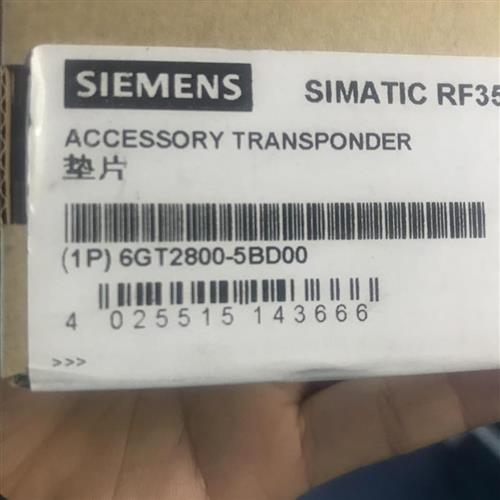 SIEMENS SIMATIC RF35
ACCESSORY TRANSPONDER
垫片
(1P) 6GT2800-5BD00
4 025515 143666
>>>